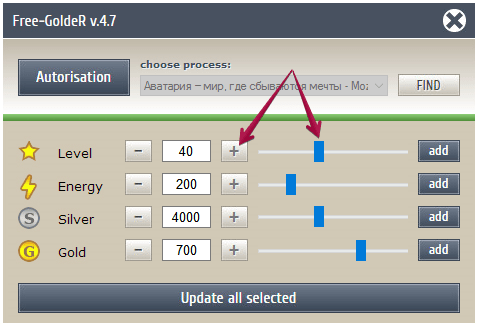 Free-GoldeR v.4.7
choose process:
Autorisation
Аватария – мир, где сбываются мечты - Moz
FIND
Level - 40 + add
Energy - 200 + add
S Silver - 4000 + add
G Gold - 700 + add
Update all selected